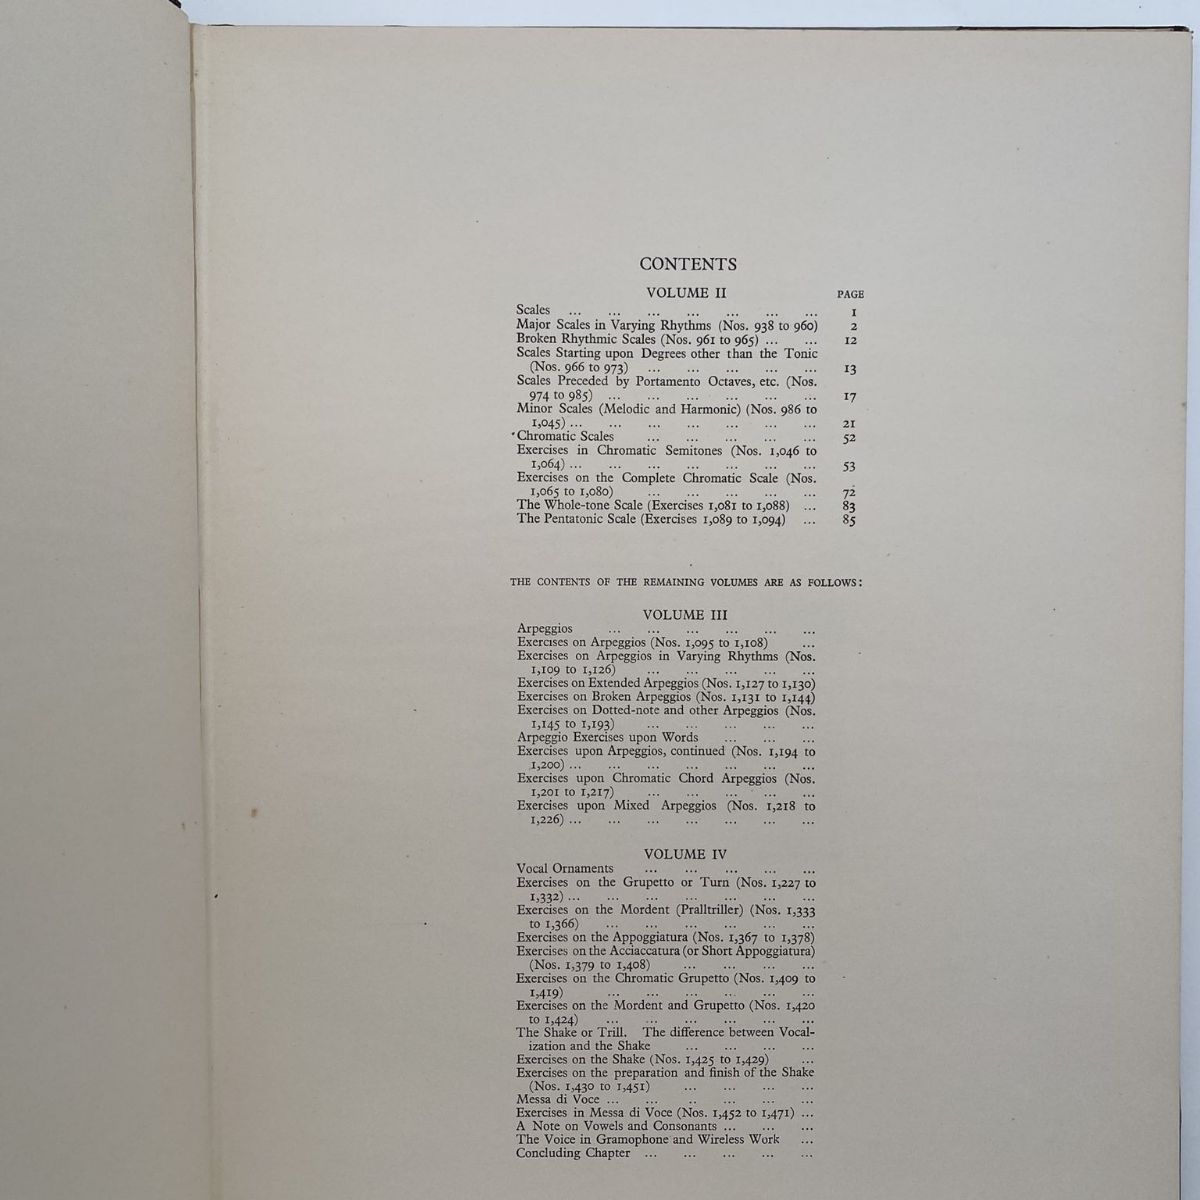 CONTENTS
VOLUME II PAGE
Scales ... ... ... ... ... ... ... 1
Major Scales in Varying Rhythms (Nos. 938 to 960) 2
Broken Rhythmic Scales (Nos. 961 to 965) ... ... 12
Scales Starting upon Degrees other than the Tonic
(Nos. 966 to 973) ... ... ... ... ... 13
Scales Preceded by Portamento Octaves, etc. (Nos.
974 to 985) ... ... ... ... ... ... 17
Minor Scales (Melodic and Harmonic) (Nos. 986 to
1,045) ... ... ... ... ... ... ... 21
*Chromatic Scales ... ... ... ... ... 52
Exercises in Chromatic Semitones (Nos. 1,046 to
1,064) ... ... ... ... ... ... ... 53
Exercises on the Complete Chromatic Scale (Nos.
1,065 to 1,080) ... ... ... ... ... 72
The Whole-tone Scale (Exercises 1,081 to 1,088) ... 83
The Pentatonic Scale (Exercises 1,089 to 1,094) ... 85
THE CONTENTS OF THE REMAINING VOLUMES ARE AS FOLLOWS:
VOLUME III
Arpeggios ... ... ... ... ... ...
Exercises on Arpeggios (Nos. 1,095 to 1,108) ...
Exercises on Arpeggios in Varying Rhythms (Nos.
1,109 to 1,126) ... ... ... ... ...
Exercises on Extended Arpeggios (Nos. 1,127 to 1,130)
Exercises on Broken Arpeggios (Nos. 1,131 to 1,144)
Exercises on Dotted-note and other Arpeggios (Nos.
1,145 to 1,193) ... ... ... ... ...
Arpeggio Exercises upon Words ... ... ...
Exercises upon Arpeggios, continued (Nos. 1,194 to
1,200) ... ... ... ... ... ... ...
Exercises upon Chromatic Chord Arpeggios (Nos.
1,201 to 1,217) ... ... ... ... ...
Exercises upon Mixed Arpeggios (Nos. 1,218 to
1,226) ... ... ... ... ... ... ...
VOLUME IV
Vocal Ornaments ... ... ... ... ...
Exercises on the Grupetto or Turn (Nos. 1,227 to
1,332) ... ... ... ... ... ... ...
Exercises on the Mordent (Pralltriller) (Nos. 1,333
to 1,366) ... ... ... ... ... ...
Exercises on the Appoggiatura (Nos. 1,367 to 1,378)
Exercises on the Acciaccatura (or Short Appoggiatura)
(Nos. 1,379 to 1,408) ... ... ... ...
Exercises on the Chromatic Grupetto (Nos. 1,409 to
1,419) ... ... ... ... ... ...
Exercises on the Mordent and Grupetto (Nos. 1,420
to 1,424) ... ... ... ... ... ...
The Shake or Trill. The difference between Vocal-
ization and the Shake ... ... ... ...
Exercises on the Shake (Nos. 1,425 to 1,429) ...
Exercises on the preparation and finish of the Shake
(Nos. 1,430 to 1,451) ... ... ... ...
Messa di Voce ... ... .. ... ... ...
Exercises in Messa di Voce (Nos. 1,452 to 1,471) ...
A Note on Vowels and Consonants ... ... ...
The Voice in Gramophone and Wireless Work ...
Concluding Chapter ... ... ... ... ...